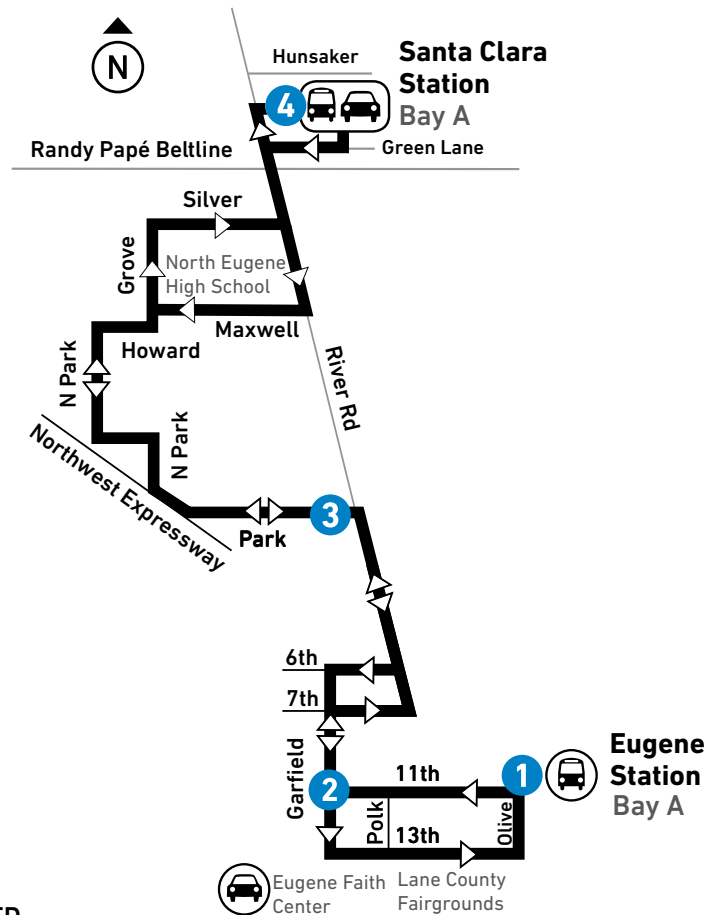 N
Hunsaker
Santa Clara
Station
Bay A
4
Randy Papé Beltline
Green Lane
Silver
Grove
North Eugene
High School
Maxwell
Howard
N Park
River Rd
N Park
Northwest Expressway
3
Park
6th
7th
Garfield
Eugene
Station
Bay A
1
11th
2
Polk
Olive
13th
Eugene Faith
Center
Lane County
Fairgrounds